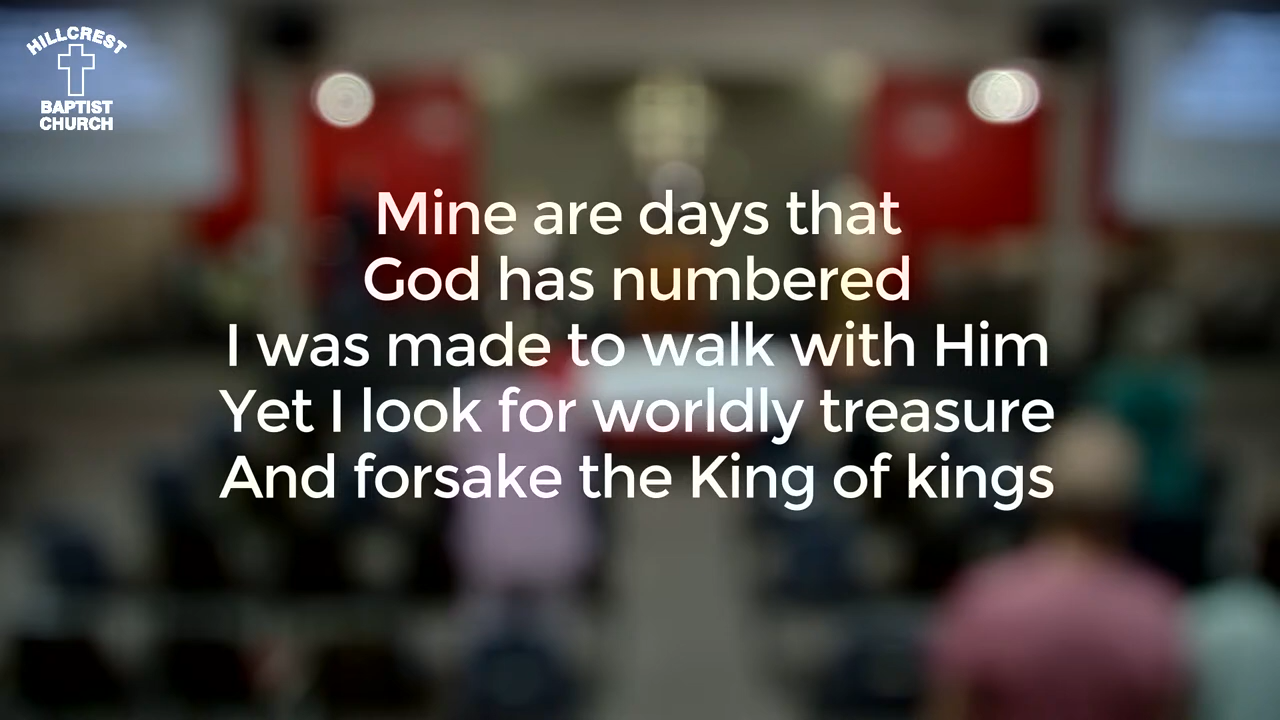 HILLCREST
BAPTIST
CHURCH
Mine are days that
God has numbered
I was made to walk with Him
Yet I look for worldly treasure
And forsake the King of kings